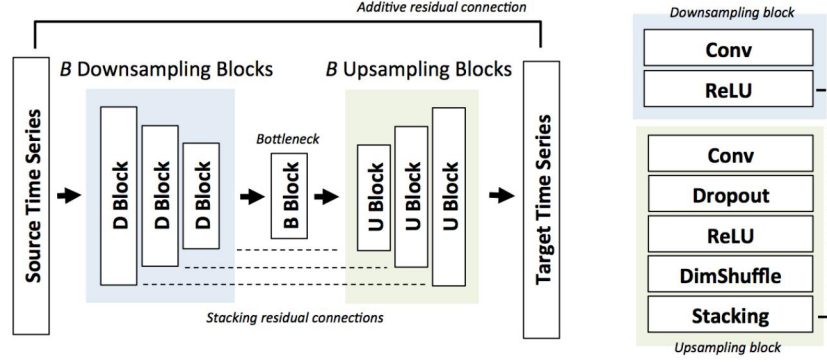 Additive residual connection
B Downsampling Blocks
B Upsampling Blocks
Source Time Series
D Block
D Block
D Block
Bottleneck
B Block
U Block
U Block
U Block
Target Time Series
Stacking residual connections
Downsampling block
Conv
ReLU
Conv
Dropout
ReLU
DimShuffle
Stacking
Upsampling block